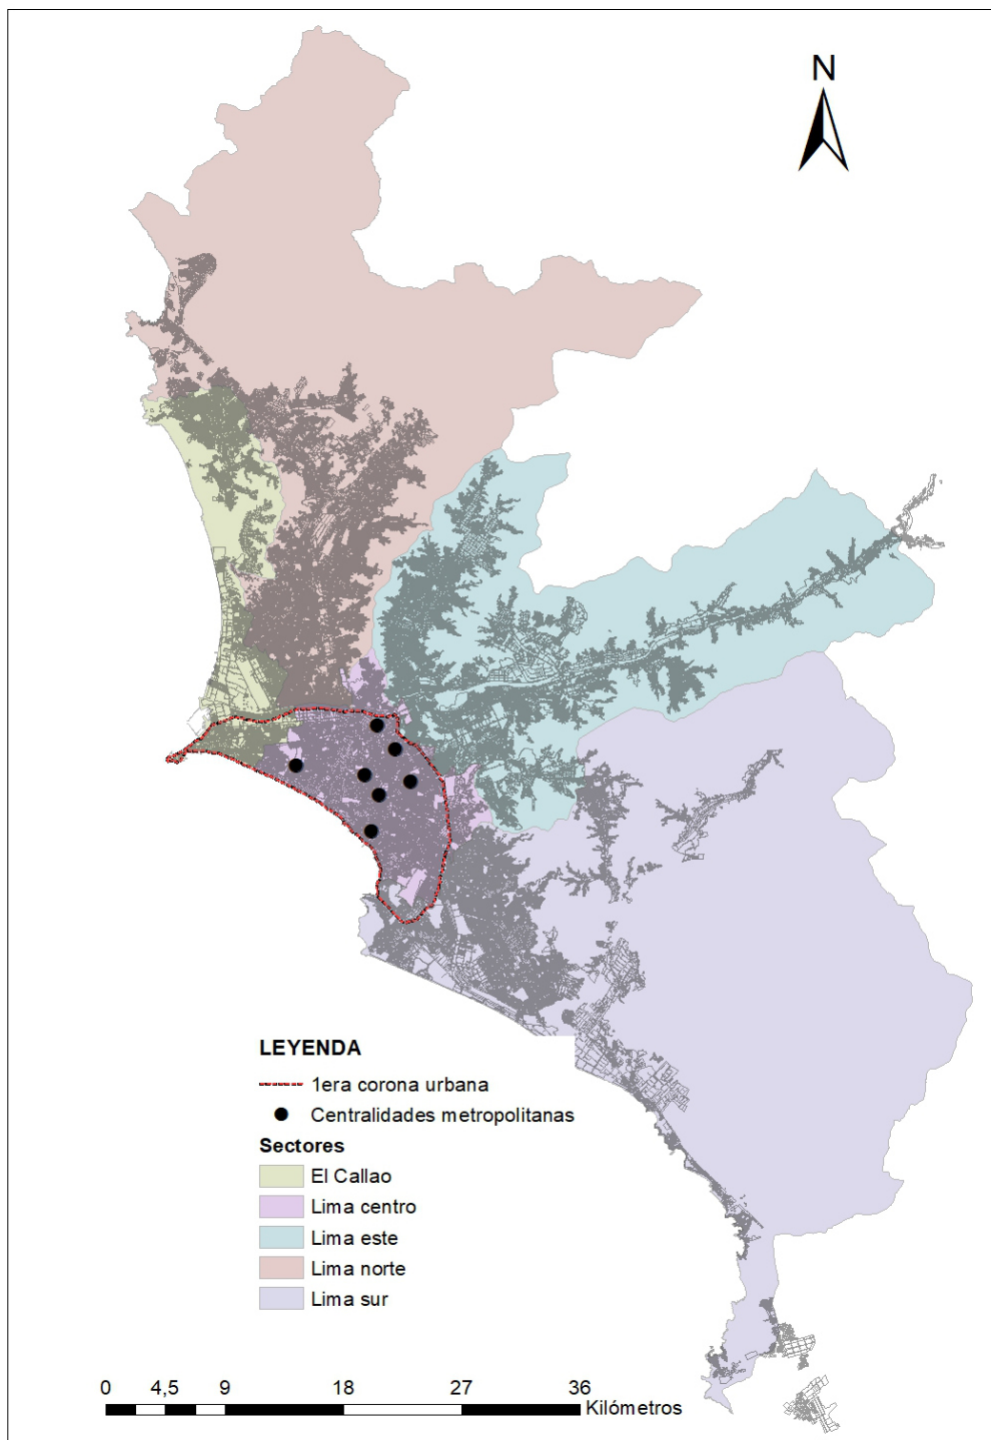 N
LEYENDA
1era corona urbana
Centralidades metropolitanas
Sectores
El Callao
Lima centro
Lima este
Lima norte
Lima sur
0 4,5 9 18 27 36
Kilómetros